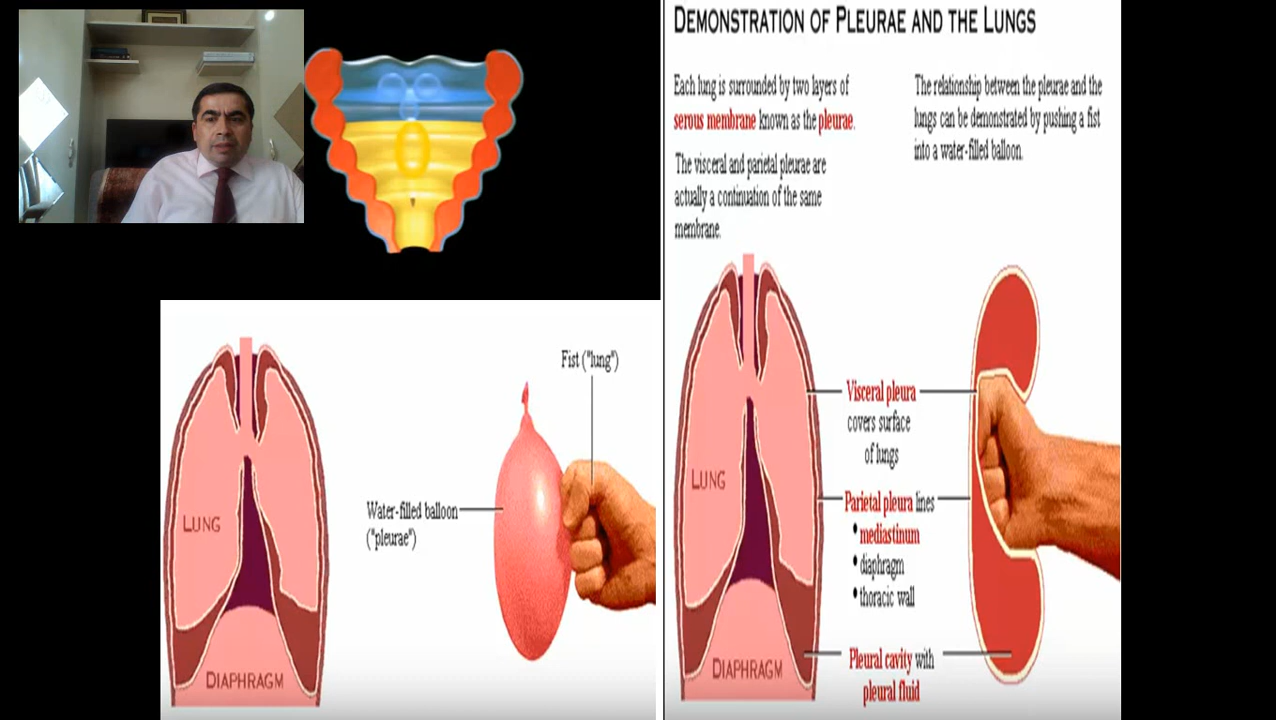 DEMONSTRATION OF PLEURAE AND THE LUNGS
Each lung is surrounded by two layers of
serous membrane known as the pleurae.
The visceral and parietal pleurae are
actually a continuation of the same
membrane.
The relationship between the pleurae and the
lungs can be demonstrated by pushing a fist
into a water-filled balloon.
Fist ("lung")
Water-filled balloon
("pleurae")
LUNG
DIAPHRAGM
LUNG
DIAPHRAGM
Visceral pleura
covers surface
of lungs
Parietal pleura lines
• mediastinum
• diaphragm
• thoracic wall
Pleural cavity with
pleural fluid